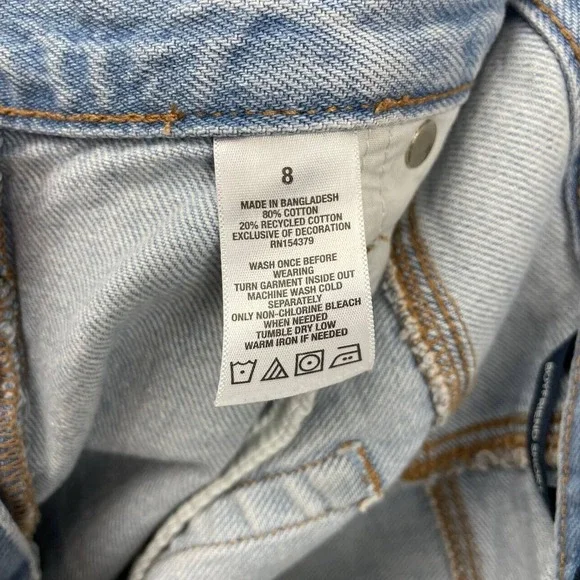 8
MADE IN BANGLADESH
80% COTTON
20% RECYCLED COTTON
EXCLUSIVE OF DECORATION
RN154379
WASH ONCE BEFORE
WEARING
TURN GARMENT INSIDE OUT
MACHINE WASH COLD
SEPARATELY
ONLY NON-CHLORINE BLEACH
WHEN NEEDED
TUMBLE DRY LOW
WARM IRON IF NEEDED
BOYFRIEND